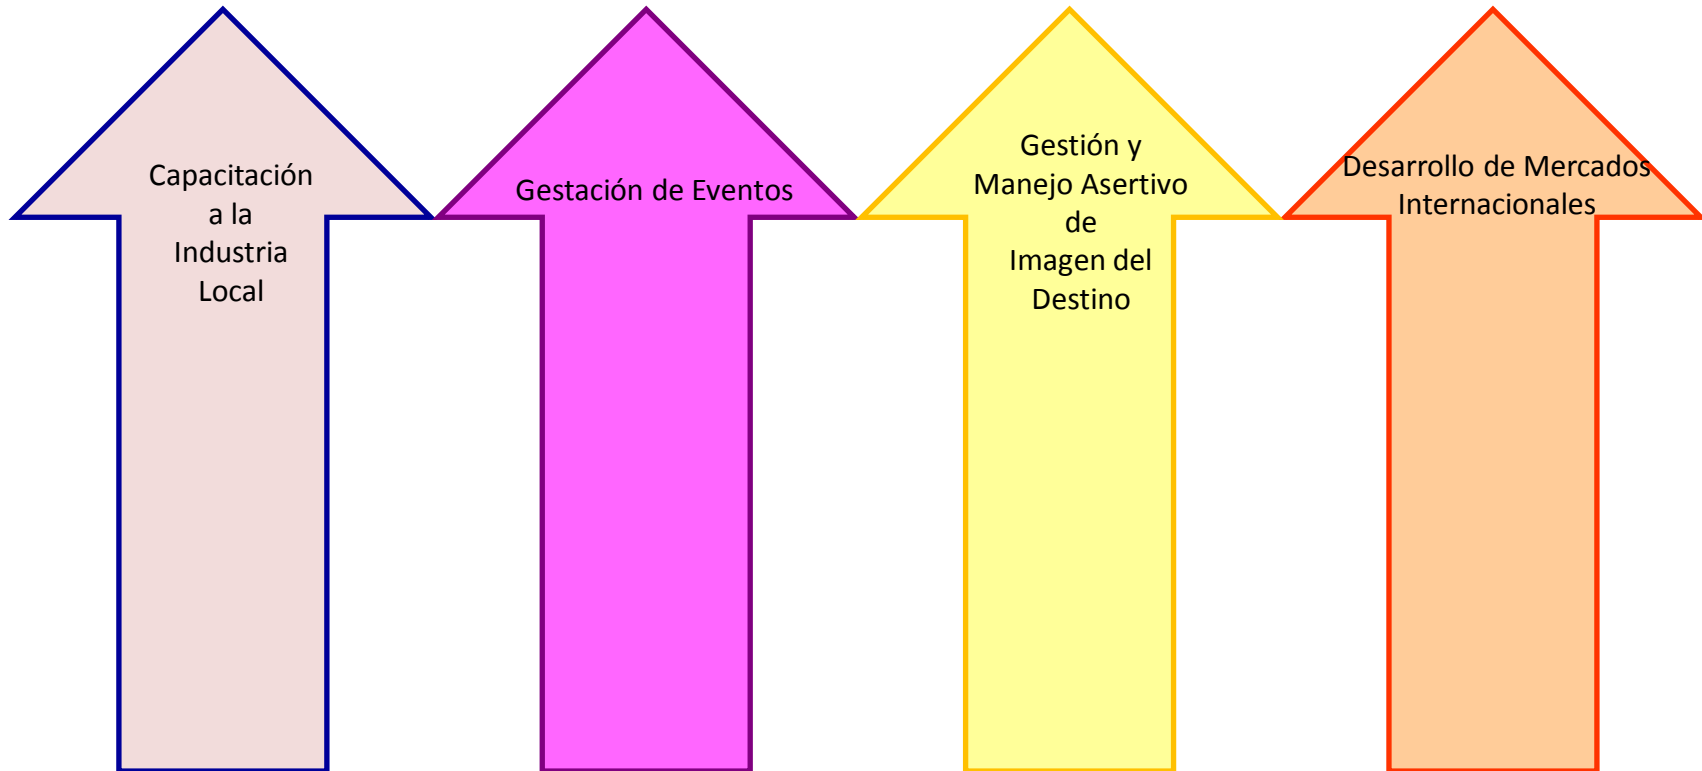 Capacitación
a la
Industria
Local
Gestación de Eventos
Gestión y
Manejo Asertivo
de
Imagen del
Destino
Desarrollo de Mercados
Internacionales